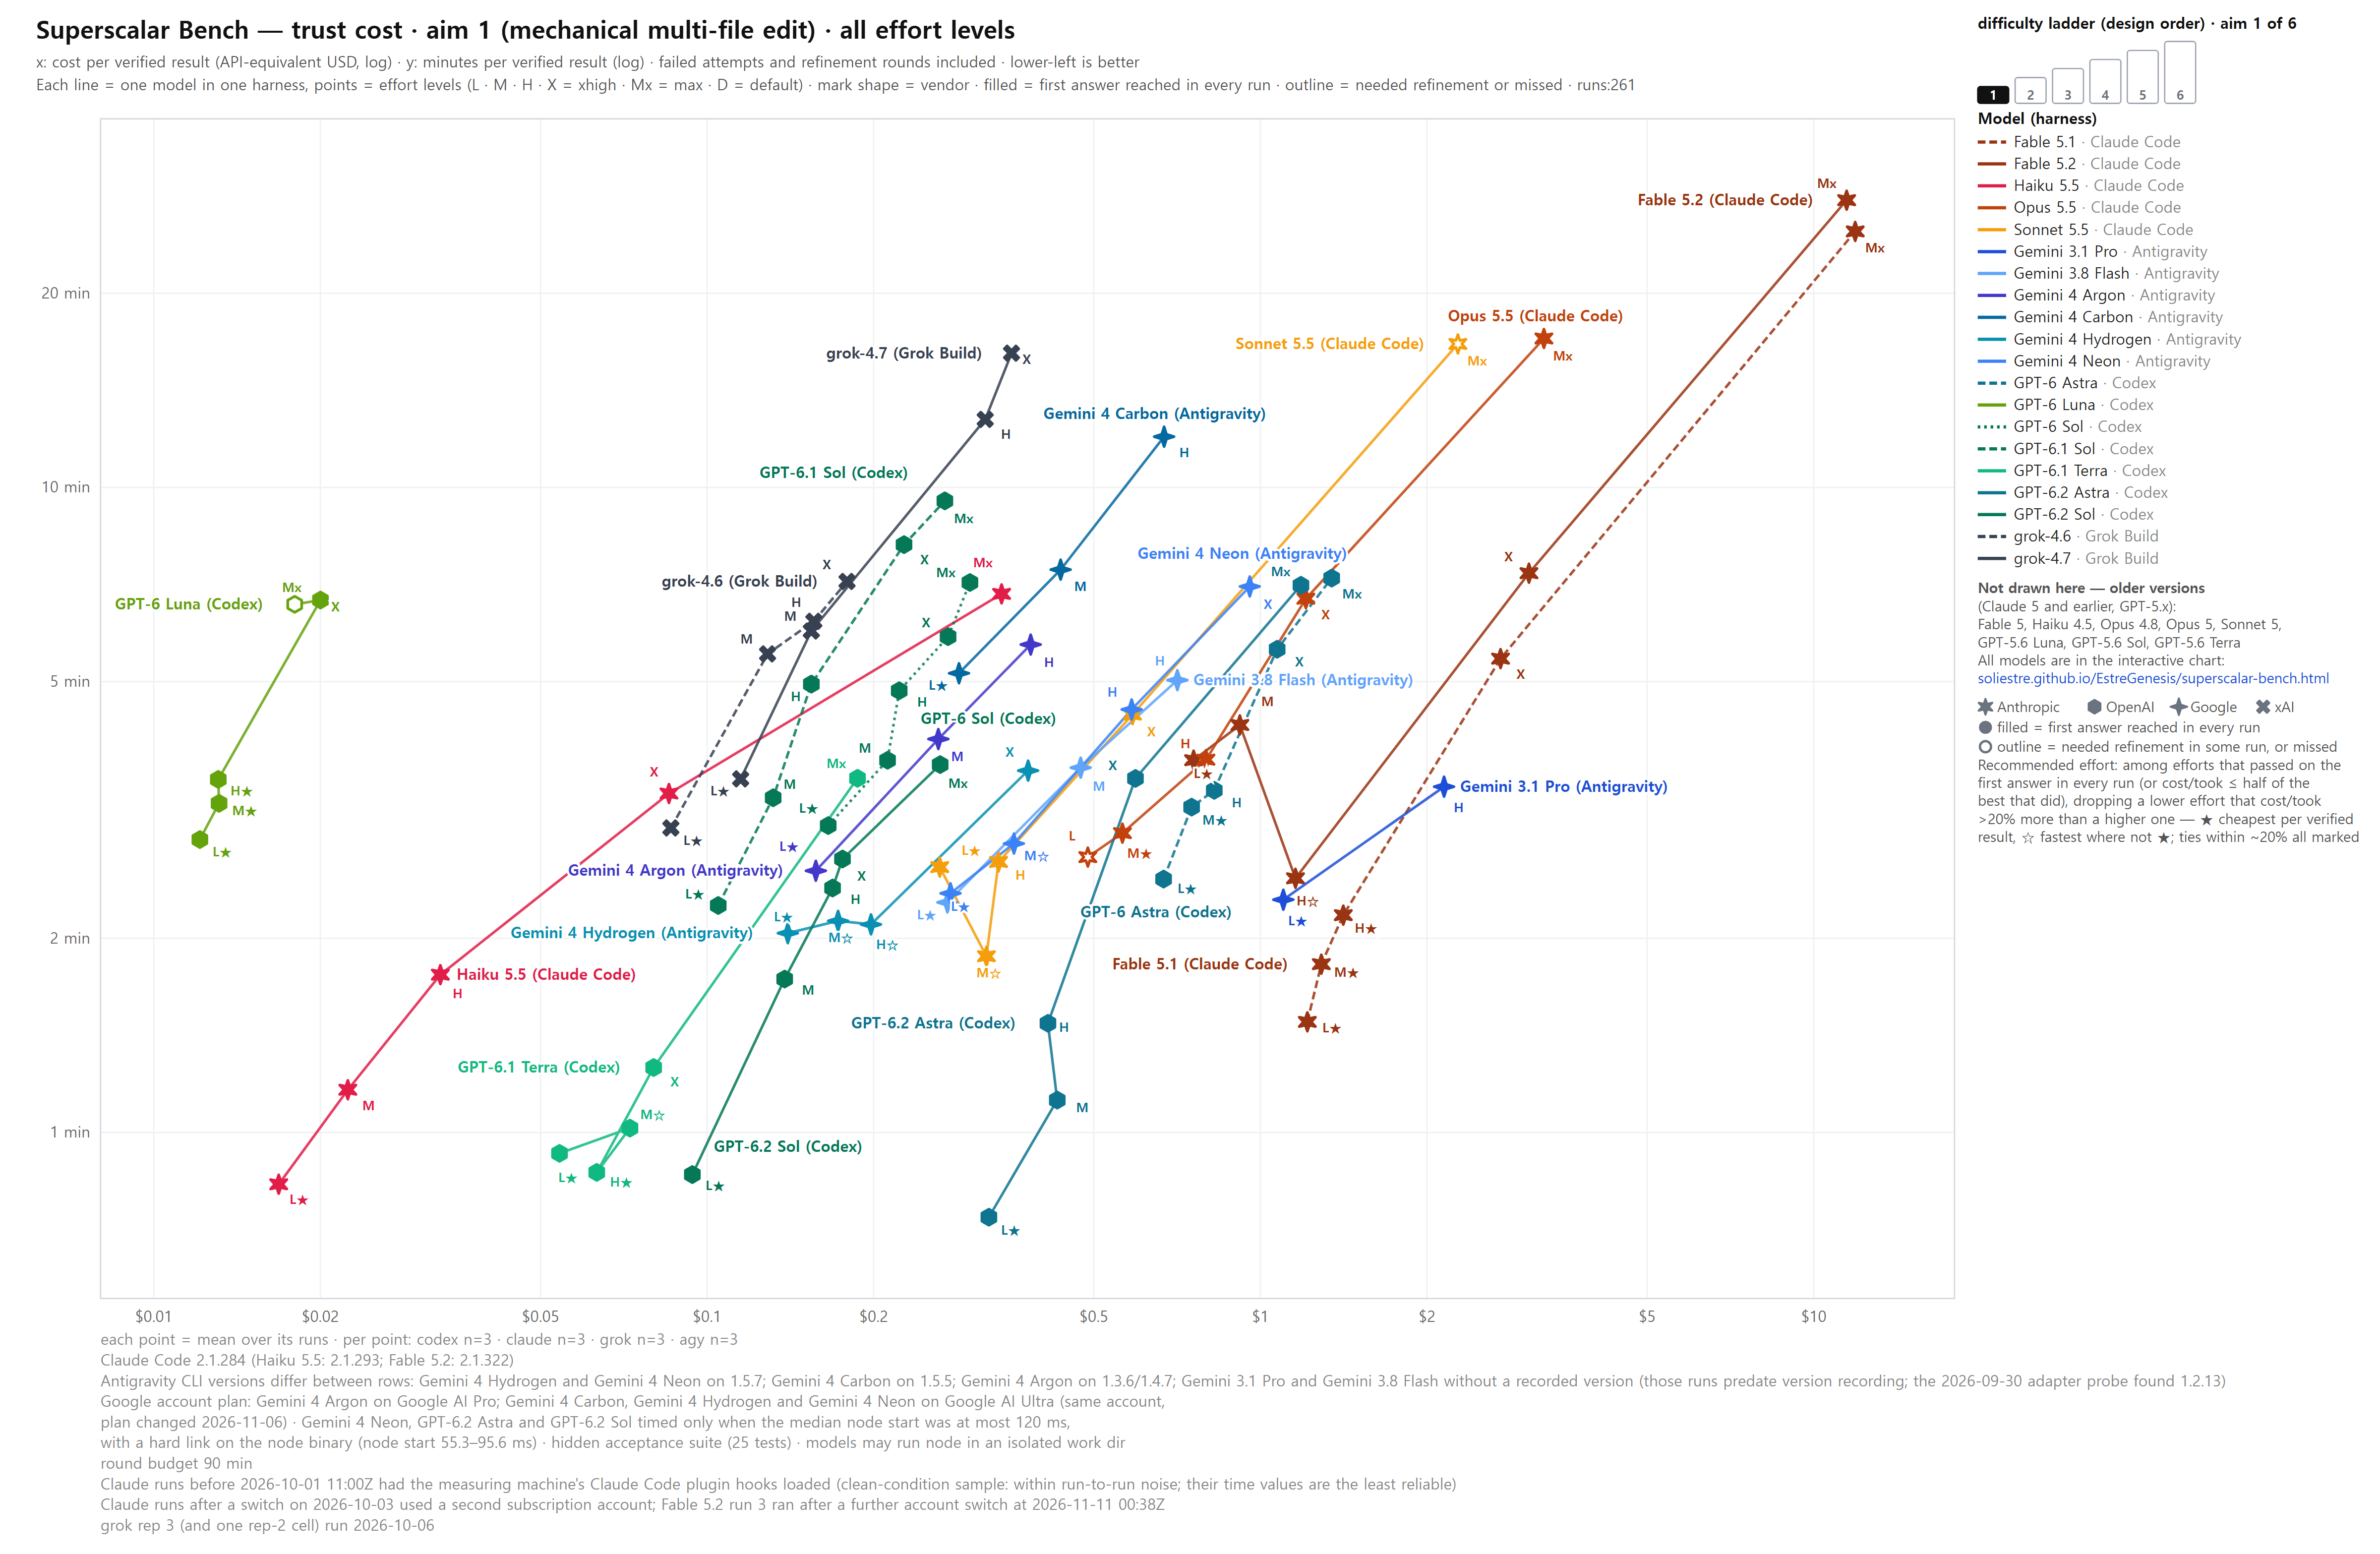 Superscalar Bench — trust cost · aim 1 (mechanical multi-file edit) · all effort levels
x: cost per verified result (API-equivalent USD, log) · y: minutes per verified result (log) · failed attempts and refinement rounds included · lower-left is better
Each line = one model in one harness, points = effort levels (L · M · H · X = xhigh · Mx = max · D = default) · mark shape = vendor · filled = first answer reached in every run · outline = needed refinement or missed · runs:261
difficulty ladder (design order) · aim 1 of 6
1 2 3 4 5 6
Model (harness)
Fable 5.1 · Claude Code
Fable 5.2 · Claude Code
Haiku 5.5 · Claude Code
Opus 5.5 · Claude Code
Sonnet 5.5 · Claude Code
Gemini 3.1 Pro · Antigravity
Gemini 3.8 Flash · Antigravity
Gemini 4 Argon · Antigravity
Gemini 4 Carbon · Antigravity
Gemini 4 Hydrogen · Antigravity
Gemini 4 Neon · Antigravity
GPT-6 Astra · Codex
GPT-6 Luna · Codex
GPT-6 Sol · Codex
GPT-6.1 Sol · Codex
GPT-6.1 Terra · Codex
GPT-6.2 Astra · Codex
GPT-6.2 Sol · Codex
grok-4.6 · Grok Build
grok-4.7 · Grok Build
Not drawn here — older versions
(Claude 5 and earlier, GPT-5.x):
Fable 5, Haiku 4.5, Opus 4.8, Opus 5, Sonnet 5,
GPT-5.6 Luna, GPT-5.6 Sol, GPT-5.6 Terra
All models are in the interactive chart:
soliestre.github.io/EstreGenesis/superscalar-bench.html
Anthropic OpenAI Google xAI
filled = first answer reached in every run
outline = needed refinement in some run, or missed
Recommended effort: among efforts that passed on the
first answer in every run (or cost/took ≤ half of the
best that did), dropping a lower effort that cost/took
>20% more than a higher one — ★ cheapest per verified
result, ☆ fastest where not ★; ties within ~20% all marked
20 min
10 min
5 min
2 min
1 min
Fable 5.2 (Claude Code)
Mx
Mx
Opus 5.5 (Claude Code)
Mx
Sonnet 5.5 (Claude Code)
Mx
grok-4.7 (Grok Build)
X
H
Gemini 4 Carbon (Antigravity)
H
GPT-6.1 Sol (Codex)
Mx
X
Mx
Mx
Gemini 4 Neon (Antigravity)
Mx
X
Mx
X
X
grok-4.6 (Grok Build)
X
H
M
M
GPT-6 Luna (Codex)
Mx
X
M
X
H
L★
H
X
X
H
H
Gemini 3.8 Flash (Antigravity)
H
H
GPT-6 Sol (Codex)
X
M
M
M
H
L★
X
X
M
X
Mx
Mx
M
L★
L★
Gemini 3.1 Pro (Antigravity)
H
H
M★
H★
M★
L★
L★
L★
L
M★
M☆
L★
H
Gemini 4 Argon (Antigravity)
X
H
L★
L★
L★
L★
H☆
L★
GPT-6 Astra (Codex)
H★
Gemini 4 Hydrogen (Antigravity)
L★
M☆
H☆
M☆
Fable 5.1 (Claude Code)
M★
L★
Haiku 5.5 (Claude Code)
H
M
GPT-6.2 Astra (Codex)
H
M
L★
GPT-6.1 Terra (Codex)
X
M☆
L★
H★
GPT-6.2 Sol (Codex)
L★
M
L★
$0.01 $0.02 $0.05 $0.1 $0.2 $0.5 $1 $2 $5 $10
each point = mean over its runs · per point: codex n=3 · claude n=3 · grok n=3 · agy n=3
Claude Code 2.1.284 (Haiku 5.5: 2.1.293; Fable 5.2: 2.1.322)
Antigravity CLI versions differ between rows: Gemini 4 Hydrogen and Gemini 4 Neon on 1.5.7; Gemini 4 Carbon on 1.5.5; Gemini 4 Argon on 1.3.6/1.4.7; Gemini 3.1 Pro and Gemini 3.8 Flash without a recorded version (those runs predate version recording; the 2026-09-30 adapter probe found 1.2.13)
Google account plan: Gemini 4 Argon on Google AI Pro; Gemini 4 Carbon, Gemini 4 Hydrogen and Gemini 4 Neon on Google AI Ultra (same account,
plan changed 2026-11-06) · Gemini 4 Neon, GPT-6.2 Astra and GPT-6.2 Sol timed only when the median node start was at most 120 ms,
with a hard link on the node binary (node start 55.3–95.6 ms) · hidden acceptance suite (25 tests) · models may run node in an isolated work dir
round budget 90 min
Claude runs before 2026-10-01 11:00Z had the measuring machine's Claude Code plugin hooks loaded (clean-condition sample: within run-to-run noise; their time values are the least reliable)
Claude runs after a switch on 2026-10-03 used a second subscription account; Fable 5.2 run 3 ran after a further account switch at 2026-11-11 00:38Z
grok rep 3 (and one rep-2 cell) run 2026-10-06